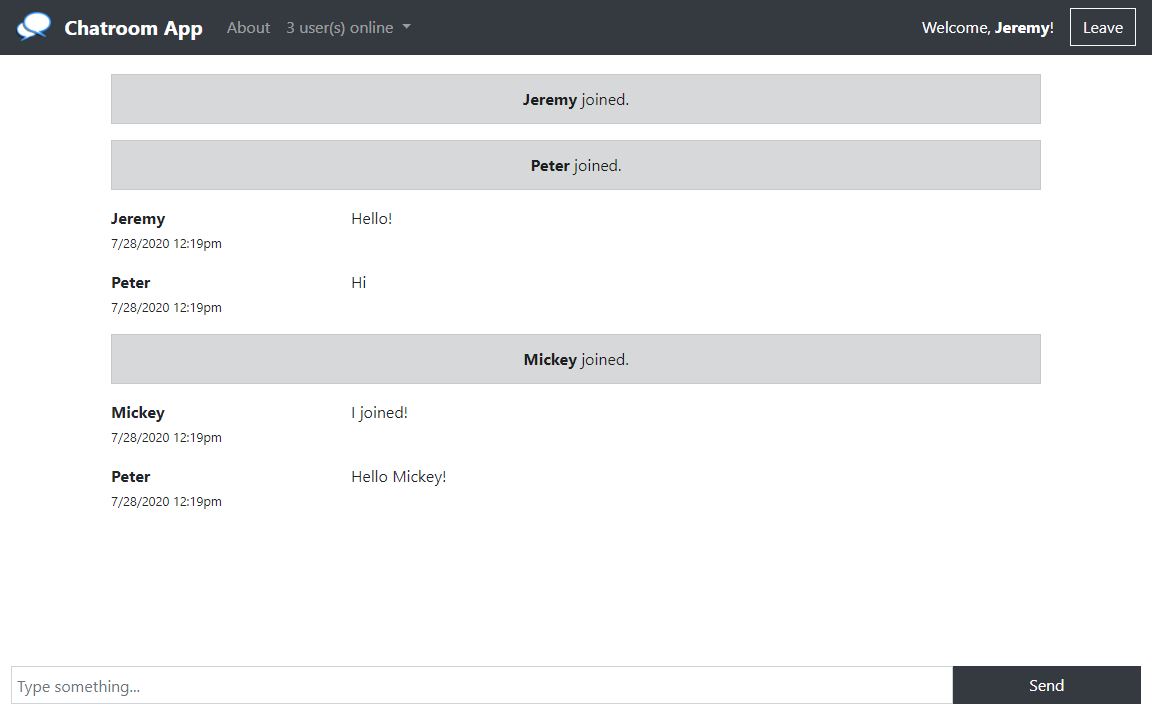 Chatroom App About 3 user(s) online Welcome, Jeremy! Leave
Jeremy joined.
Peter joined.
Jeremy Hello!
7/28/2020 12:19pm
Peter Hi
7/28/2020 12:19pm
Mickey joined.
Mickey I joined!
7/28/2020 12:19pm
Peter Hello Mickey!
7/28/2020 12:19pm
Type something... Send